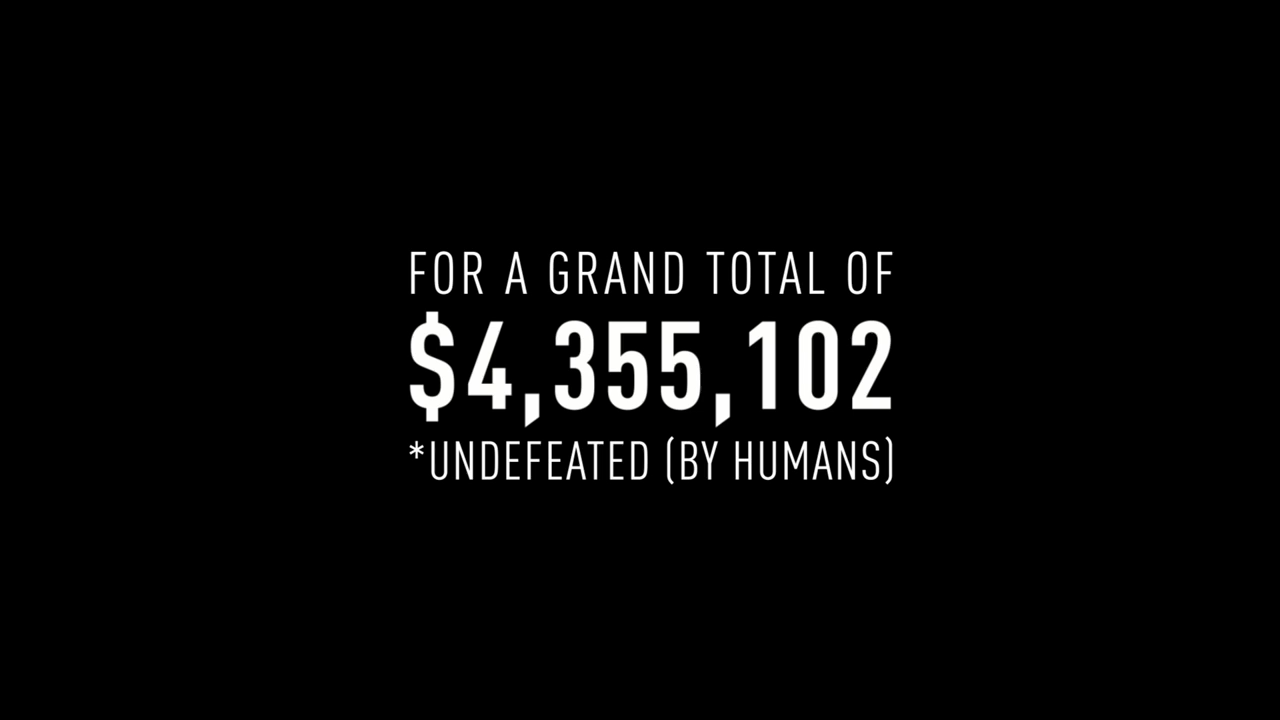 FOR A GRAND TOTAL OF
$4,355,102
*UNDEFEATED (BY HUMANS)